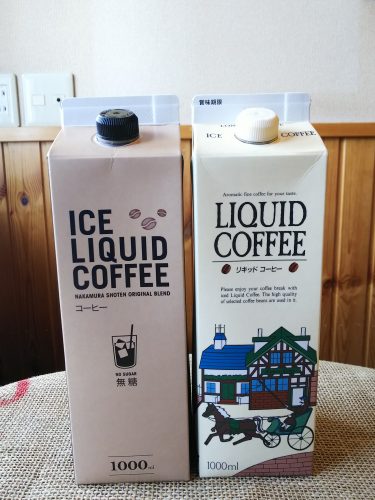 ICE
LIQUID
COFFEE
NAKAMURA SHOTEN ORIGINAL BLEND
コーヒー
NO SUGAR
無糖
1000ml
賞味期限
ICE
COFFEE
Aromatic fine coffee for your taste.
LIQUID
COFFEE
リキッド コーヒー
Please enjoy your coffee break with
iced Liquid Coffee. The high quality
of selected coffee beans are used in it.
1000ml